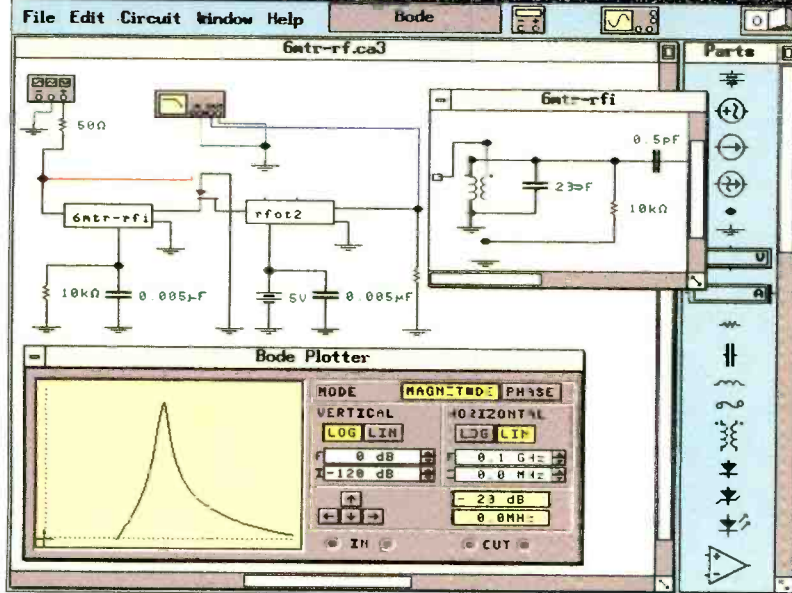 File Edit Circuit Window Help
Bode
6mtr-rf.ca3
Parts
50Ω
6mtr-rfi
rfot2
10kΩ
0.005µF
5V
0.005µF
6mtr-rfi
0.5pF
23pF
10kΩ
V
A
Bode Plotter
MODE
MAGNITUDE PHASE
VERTICAL
HORIZONTAL
LOG LIN
LOG LIN
F 0 dB
F 0.1 GHz
I -120 dB
0.0 MHz
- 23 dB
0.0MHz
IN
OUT